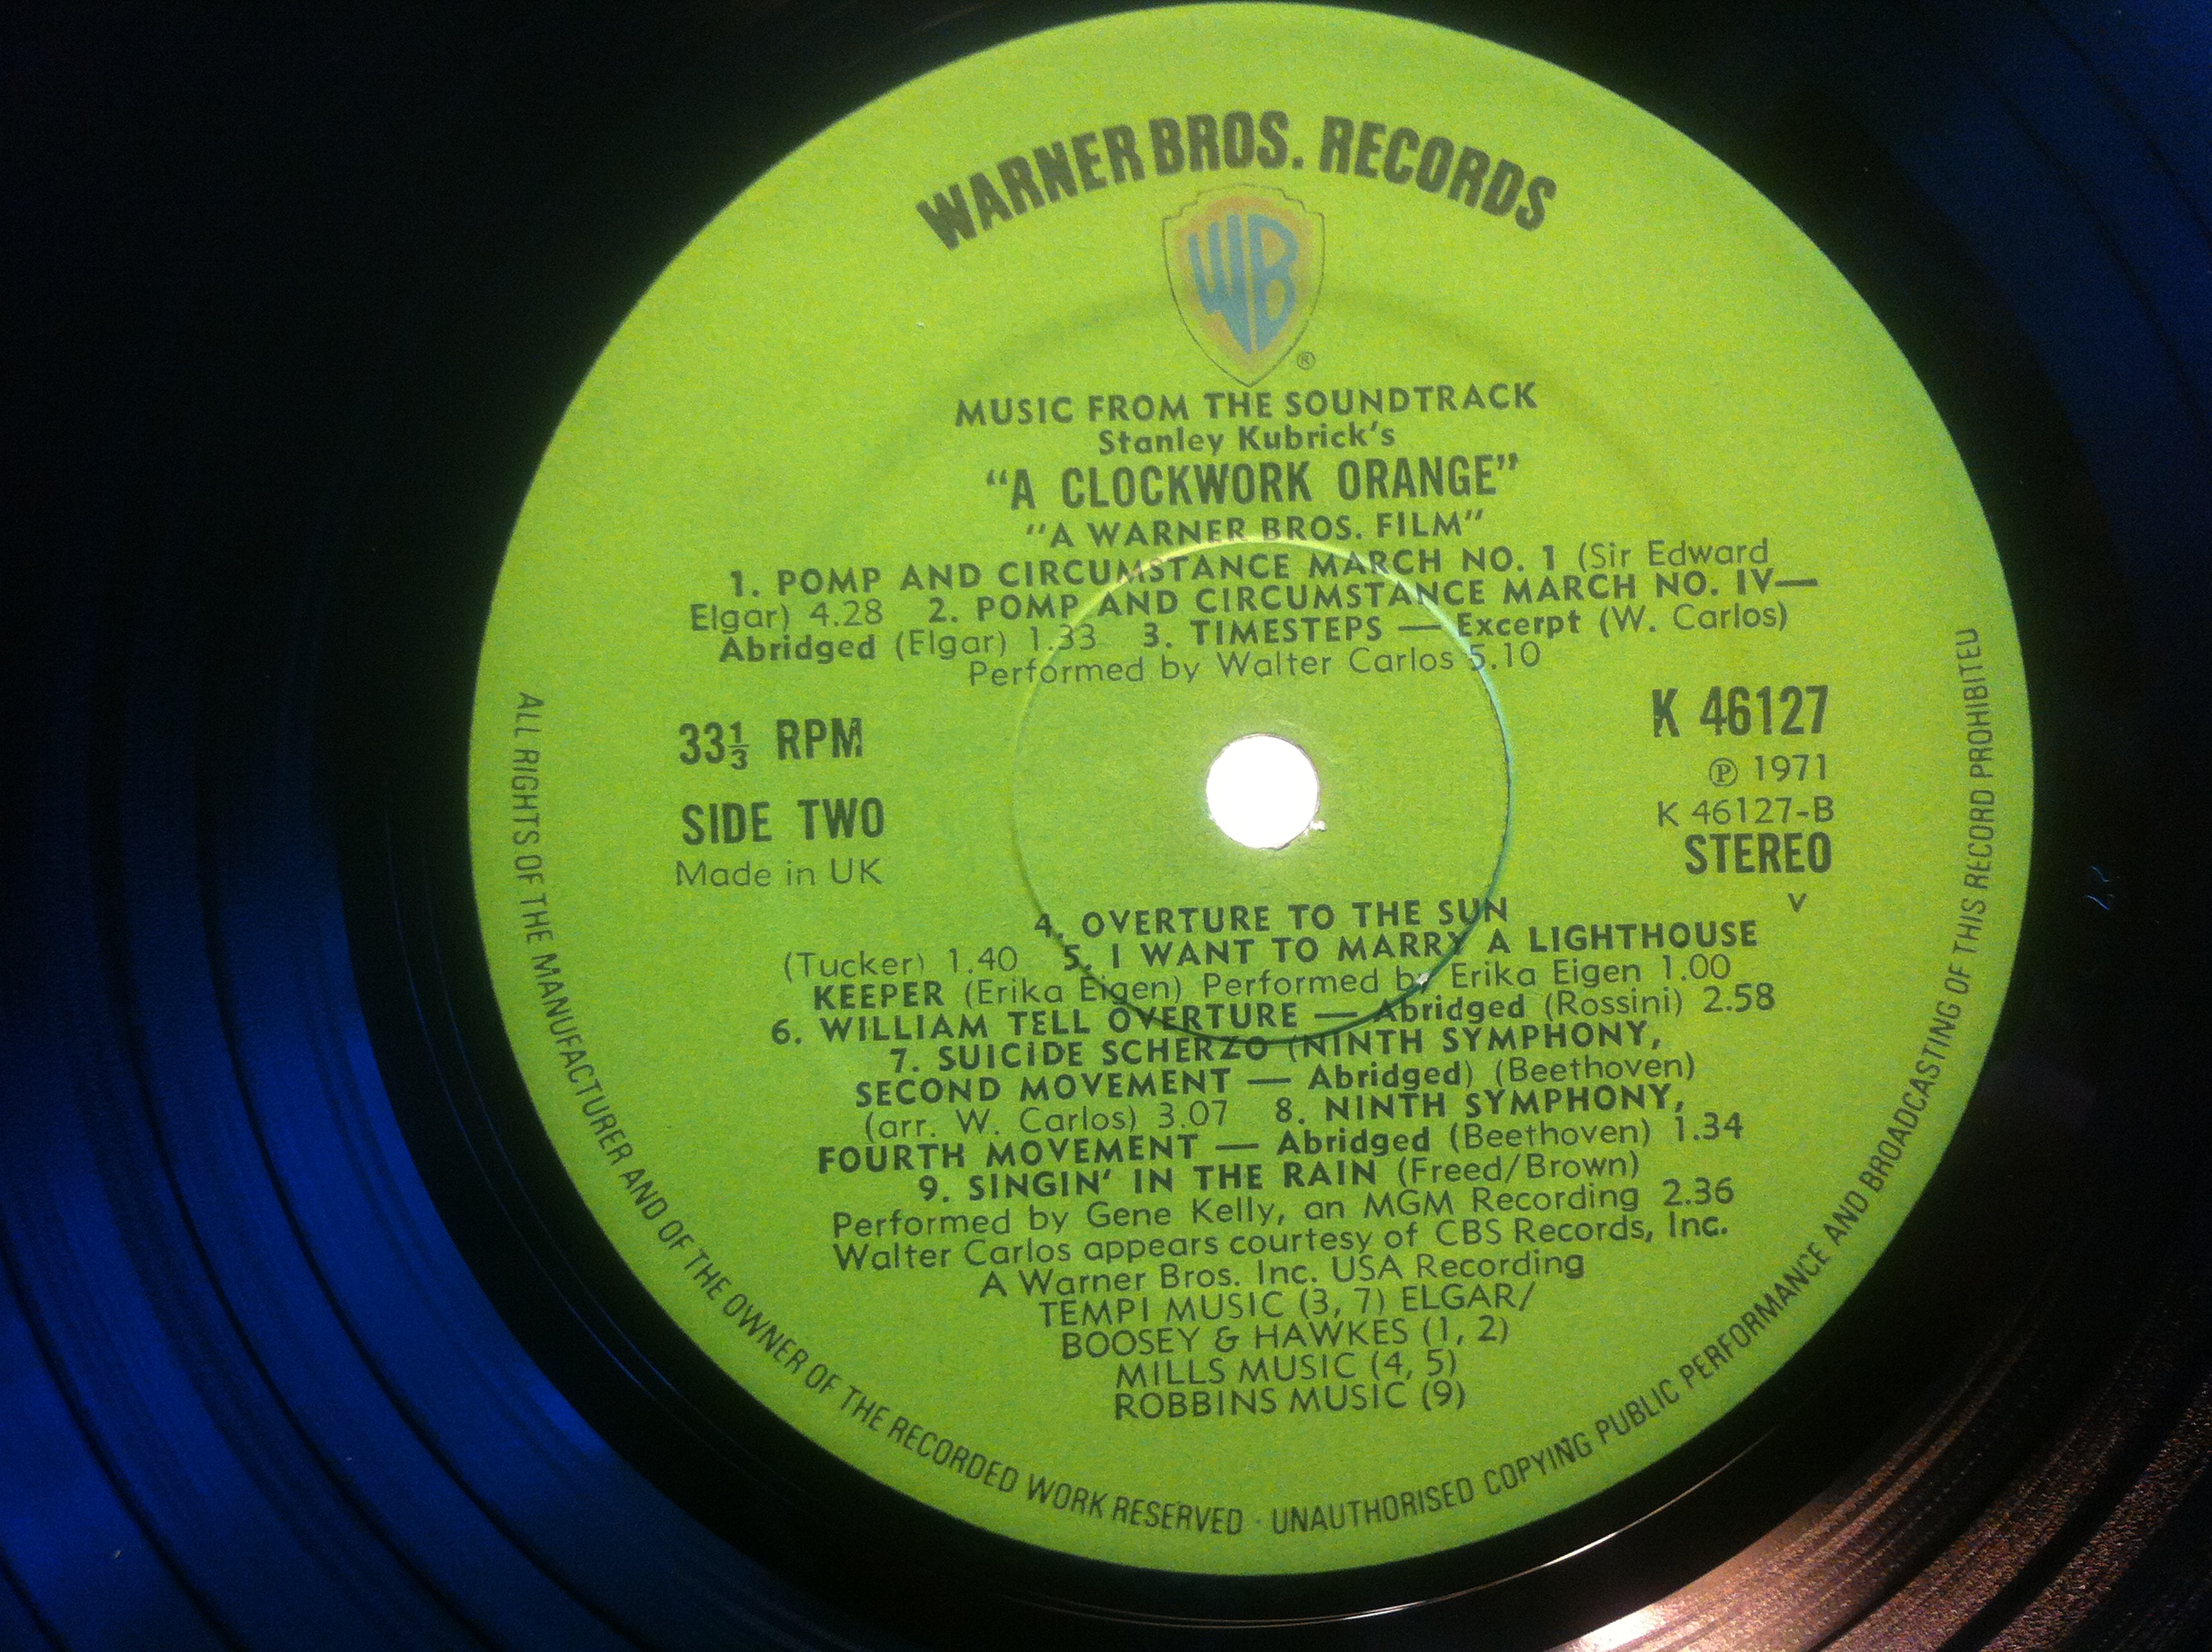 WARNER BROS. RECORDS
WB
®
MUSIC FROM THE SOUNDTRACK
Stanley Kubrick's
"A CLOCKWORK ORANGE"
"A WARNER BROS. FILM"
1. POMP AND CIRCUMSTANCE MARCH NO. 1 (Sir Edward
Elgar) 4.28 2. POMP AND CIRCUMSTANCE MARCH NO. IV—
Abridged (Elgar) 1.33 3. TIMESTEPS — Excerpt (W. Carlos)
Performed by Walter Carlos 5.10
33⅓ RPM
SIDE TWO
Made in UK
K 46127
℗ 1971
K 46127-B
STEREO
V
4. OVERTURE TO THE SUN
(Tucker) 1.40 5. I WANT TO MARRY A LIGHTHOUSE
KEEPER (Erika Eigen) Performed by Erika Eigen 1.00
6. WILLIAM TELL OVERTURE — Abridged (Rossini) 2.58
7. SUICIDE SCHERZO (NINTH SYMPHONY,
SECOND MOVEMENT — Abridged) (Beethoven)
(arr. W. Carlos) 3.07 8. NINTH SYMPHONY,
FOURTH MOVEMENT — Abridged (Beethoven) 1.34
9. SINGIN' IN THE RAIN (Freed/Brown)
Performed by Gene Kelly, an MGM Recording 2.36
Walter Carlos appears courtesy of CBS Records, Inc.
A Warner Bros. Inc. USA Recording
TEMPI MUSIC (3, 7) ELGAR/
BOOSEY & HAWKES (1, 2)
MILLS MUSIC (4, 5)
ROBBINS MUSIC (9)
ALL RIGHTS OF THE MANUFACTURER AND OF THE OWNER OF THE RECORDED WORK RESERVED · UNAUTHORISED COPYING PUBLIC PERFORMANCE AND BROADCASTING OF THIS RECORD PROHIBITED